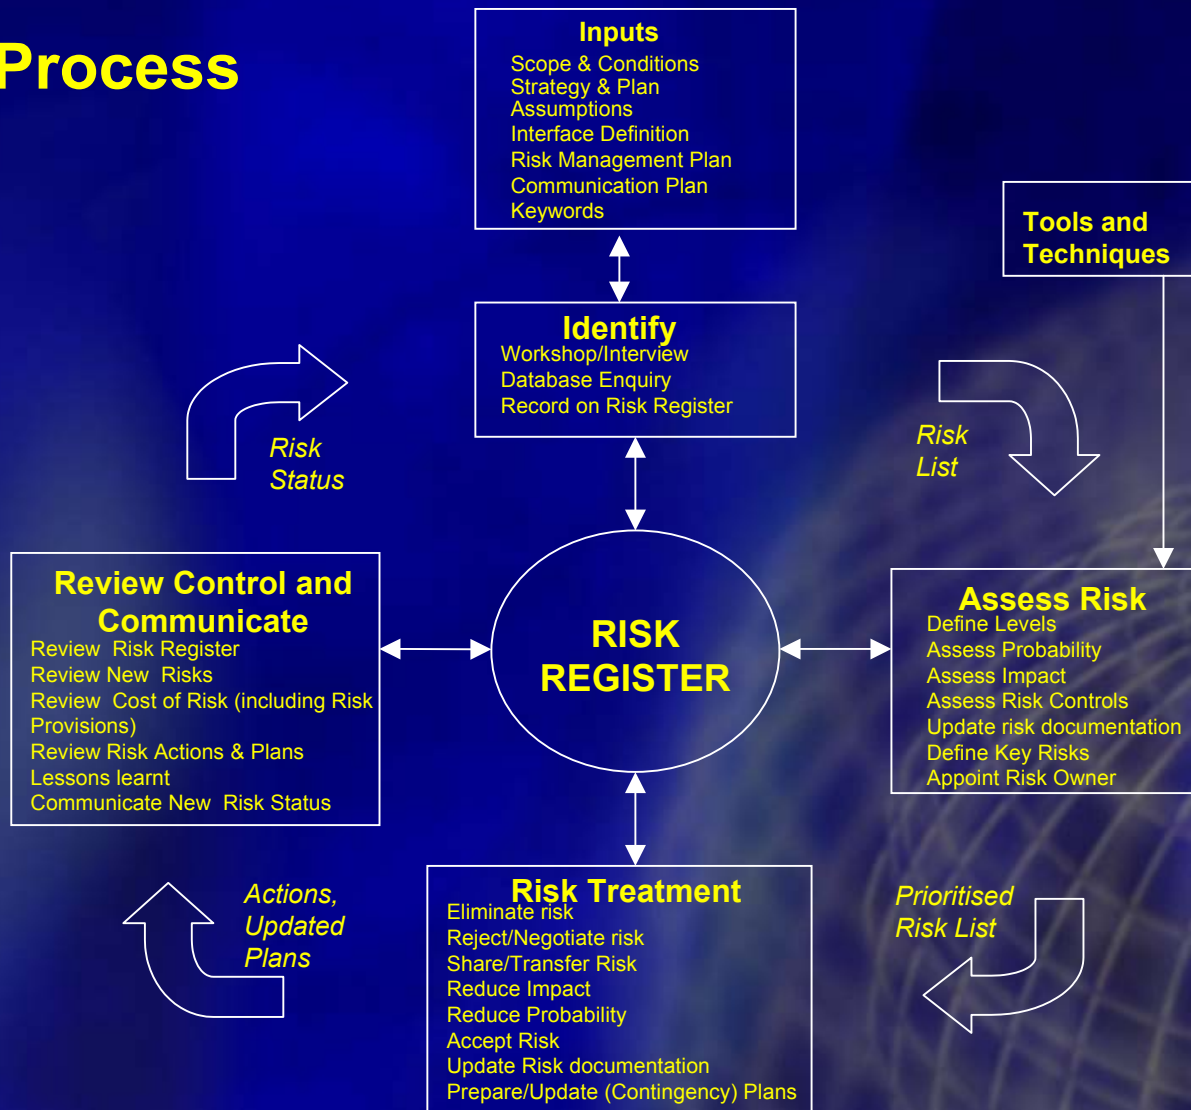 Process
Inputs
Scope & Conditions
Strategy & Plan
Assumptions
Interface Definition
Risk Management Plan
Communication Plan
Keywords
Tools and
Techniques
Identify
Workshop/Interview
Database Enquiry
Record on Risk Register
Risk
Status
Risk
List
Review Control and
Communicate
Review Risk Register
Review New Risks
Review Cost of Risk (including Risk
Provisions)
Review Risk Actions & Plans
Lessons learnt
Communicate New Risk Status
RISK
REGISTER
Assess Risk
Define Levels
Assess Probability
Assess Impact
Assess Risk Controls
Update risk documentation
Define Key Risks
Appoint Risk Owner
Actions,
Updated
Plans
Risk Treatment
Eliminate risk
Reject/Negotiate risk
Share/Transfer Risk
Reduce Impact
Reduce Probability
Accept Risk
Update Risk documentation
Prepare/Update (Contingency) Plans
Prioritised
Risk List